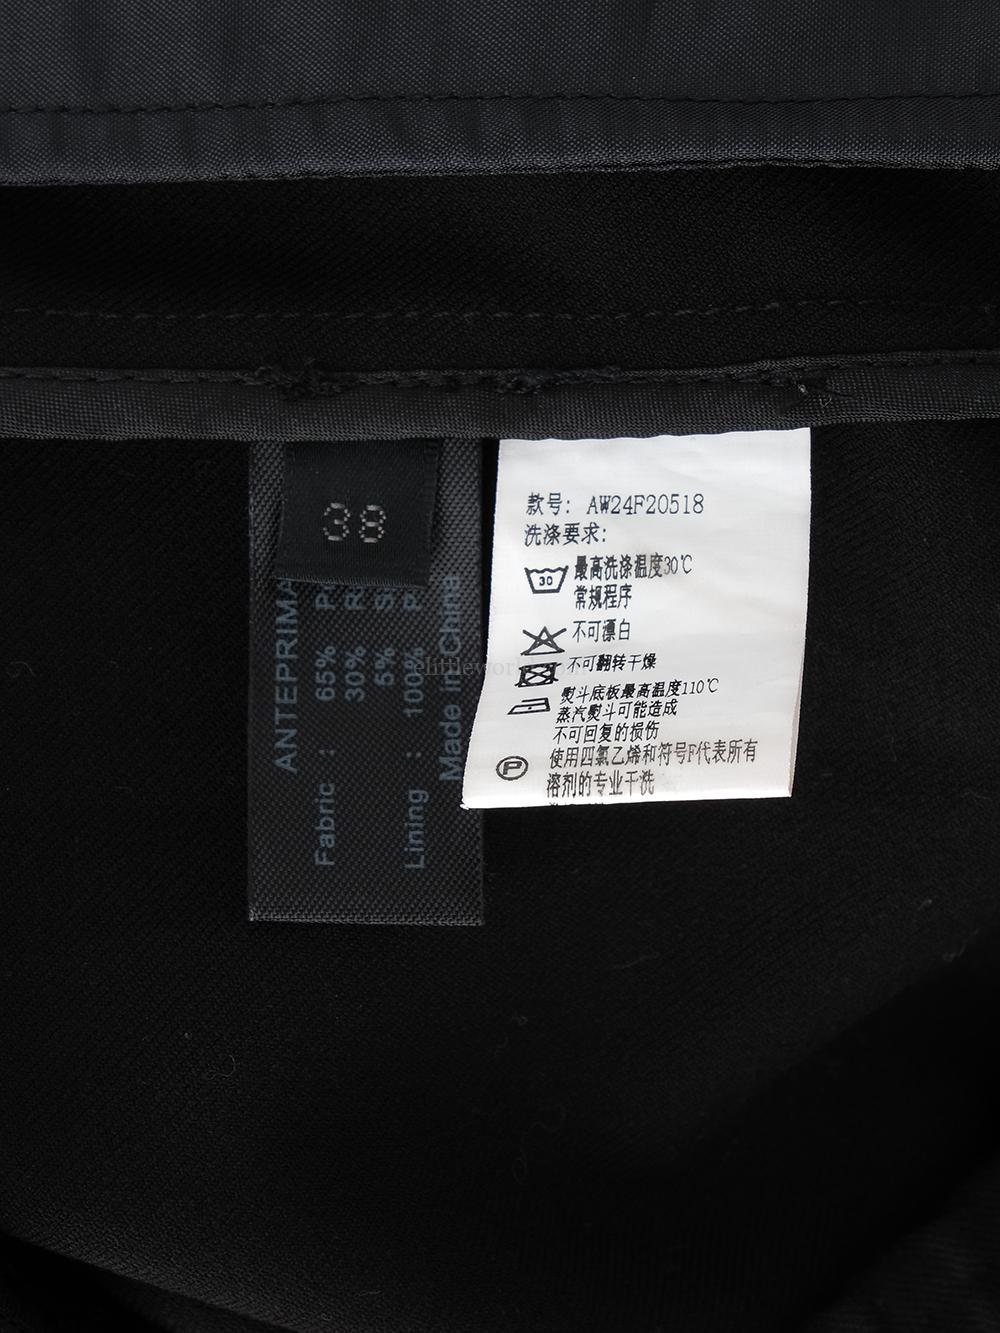 38
ANTEPRIMA
Fabric : 65% P
30% R
5% S
Lining : 100% P
Made in China
款号: AW24F20518
洗涤要求:
30 最高洗涤温度30℃
常规程序
不可漂白
不可翻转干燥
熨斗底板最高温度110℃
蒸汽熨斗可能造成
不可回复的损伤
P 使用四氯乙烯和符号F代表所有
溶剂的专业干洗